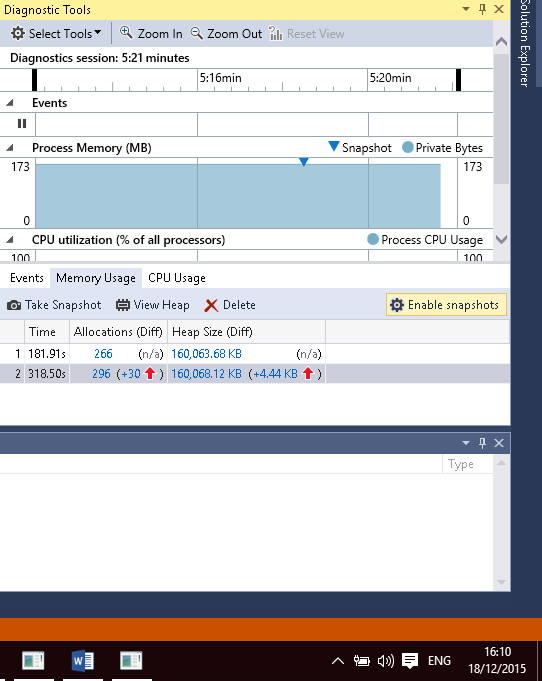 Diagnostic Tools
Select Tools Zoom In Zoom Out Reset View
Diagnostics session: 5:21 minutes
5:16min 5:20min
Events
Process Memory (MB) Snapshot Private Bytes
173 173
0 0
CPU utilization (% of all processors) Process CPU Usage
100 100
Events Memory Usage CPU Usage
Take Snapshot View Heap Delete Enable snapshots
Time Allocations (Diff) Heap Size (Diff)
1 181.91s 266 (n/a) 160,063.68 KB (n/a)
2 318.50s 296 (+30 ) 160,068.12 KB (+4.44 KB )
Type
Solution Explorer
ENG 16:10
18/12/2015